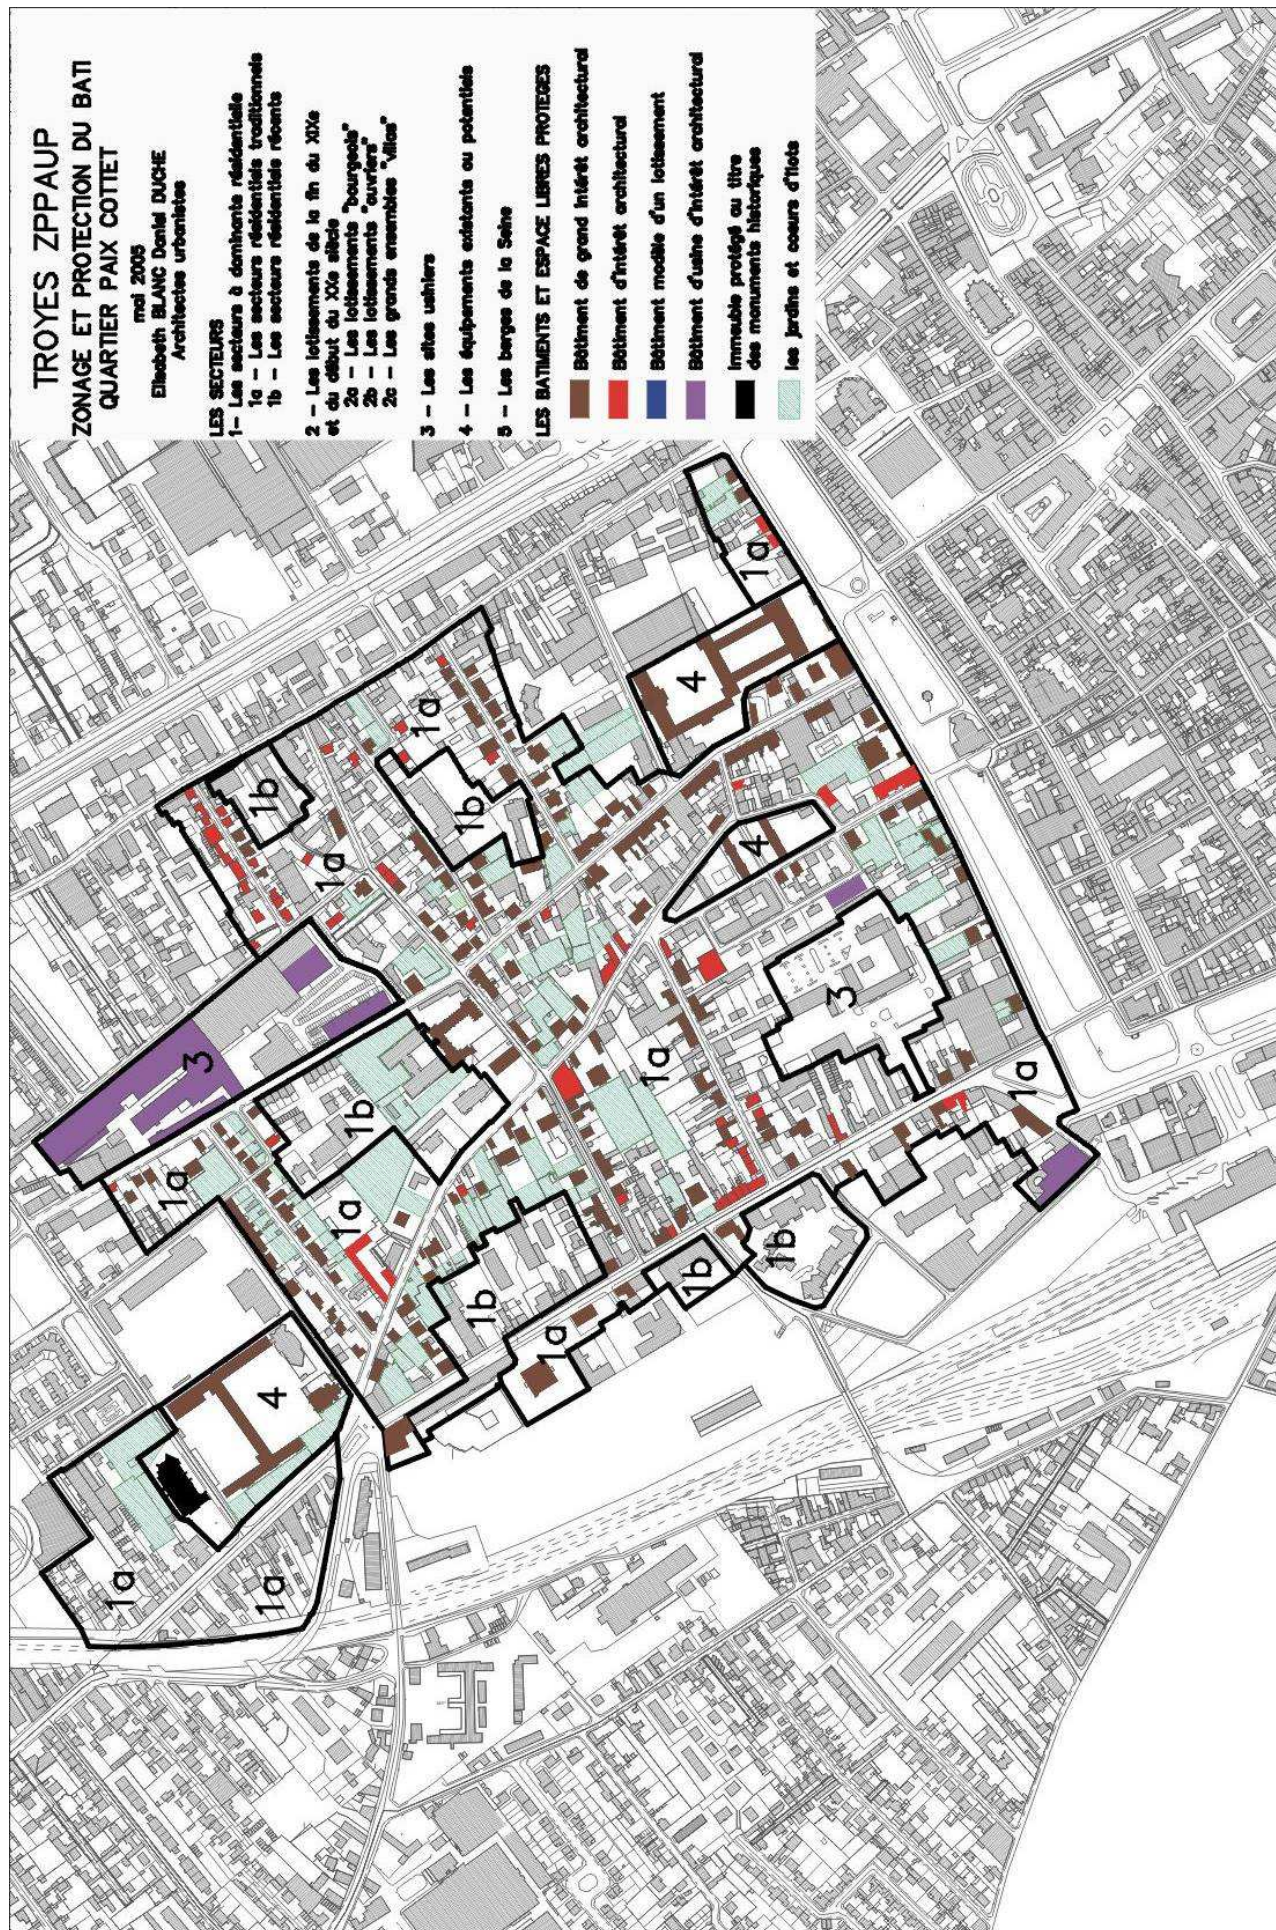 TROYES ZPPAUP
ZONAGE ET PROTECTION DU BATI
QUARTIER PAIX COTTET
mai 2005
Elisabeth BLANC Daniel DUCHE
Architectes urbanistes
LES SECTEURS
1- Les secteurs à dominante résidentielle
1a - Les secteurs résidentiels traditionnels
1b - Les secteurs résidentiels récents
2 - Les lotissements de la fin du XIXe
et du début du XXe siècle
2a - Les lotissements "bourgeois"
2b - Les lotissements "ouvriers"
2c - Les grands ensembles "villas"
3 - Les sites usiniers
4 - Les équipements existants ou potentiels
5 - Les berges de la Seine
LES BATIMENTS ET ESPACE LIBRES PROTEGES
Bâtiment de grand intérêt architectural
Bâtiment d'intérêt architectural
Bâtiment modèle d'un lotissement
Bâtiment d'usine d'intérêt architectural
Immeuble protégé au titre
des monuments historiques
les jardins et coeurs d'îlots
1a
1a
4
3
1a
1b
1a
1b
1a
1b
1a
1b
1a
1b
1b
1a
4
3
4
1a
1a